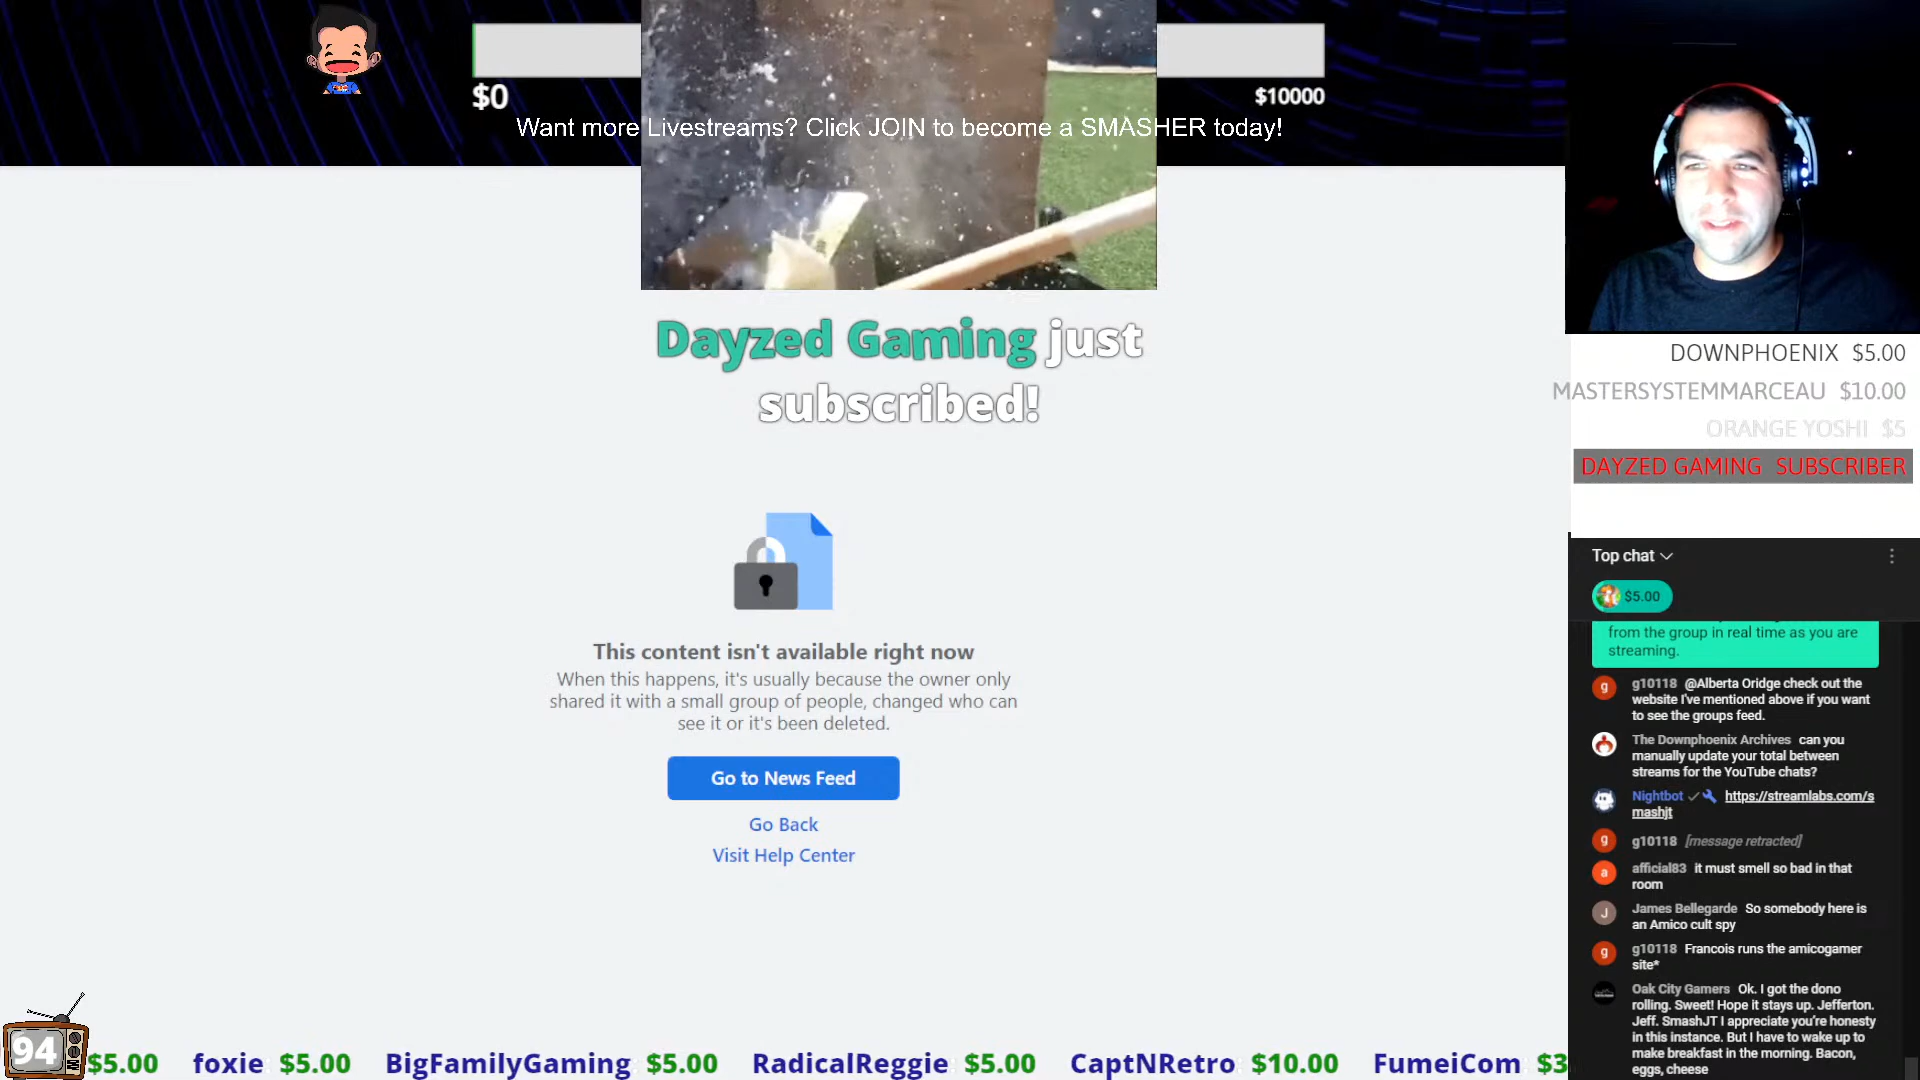 $0
$10000
Want more Livestreams? Click JOIN to become a SMASHER today!
Dayzed Gaming just
subscribed!
This content isn't available right now
When this happens, it's usually because the owner only
shared it with a small group of people, changed who can
see it or it's been deleted.
Go to News Feed
Go Back
Visit Help Center
DOWNPHOENIX $5.00
MASTERSYSTEMMARCEAU $10.00
ORANGE YOSHI $5
DAYZED GAMING SUBSCRIBER
Top chat
$5.00
from the group in real time as you are
streaming.
g10118 @Alberta Oridge check out the
website I've mentioned above if you want
to see the groups feed.
The Downphoenix Archives can you
manually update your total between
streams for the YouTube chats?
Nightbot https://streamlabs.com/s
mashjt
g10118 [message retracted]
afficial83 it must smell so bad in that
room
James Bellegarde So somebody here is
an Amico cult spy
g10118 Francois runs the amicogamer
site*
Oak City Gamers Ok. I got the dono
rolling. Sweet! Hope it stays up. Jefferton.
Jeff. SmashJT I appreciate you're honesty
in this instance. But I have to wake up to
make breakfast in the morning. Bacon,
eggs, cheese
94
$5.00 foxie $5.00 BigFamilyGaming $5.00 RadicalReggie $5.00 CaptNRetro $10.00 FumeiCom $3